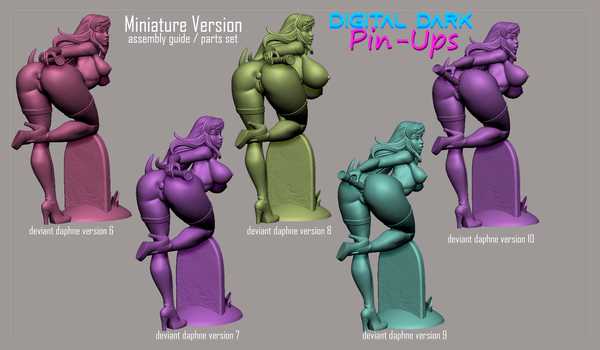 Miniature Version
assembly guide / parts set
DIGITAL DARK
Pin-Ups
deviant daphne version 6
deviant daphne version 8
deviant daphne version 10
deviant daphne version 7
deviant daphne version 9